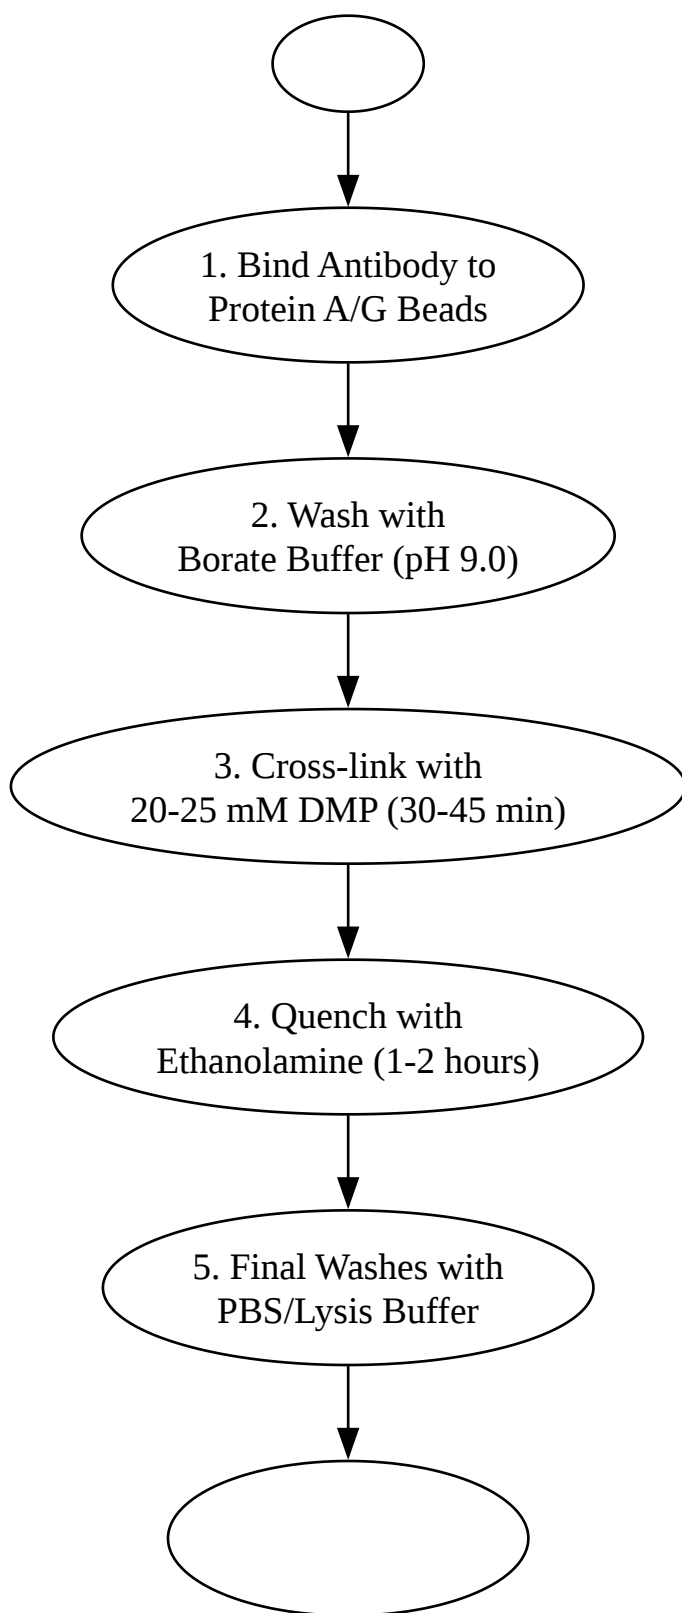 1. Bind Antibody to
Protein A/G Beads
2. Wash with
Borate Buffer (pH 9.0)
3. Cross-link with
20-25 mM DMP (30-45 min)
4. Quench with
Ethanolamine (1-2 hours)
5. Final Washes with
PBS/Lysis Buffer